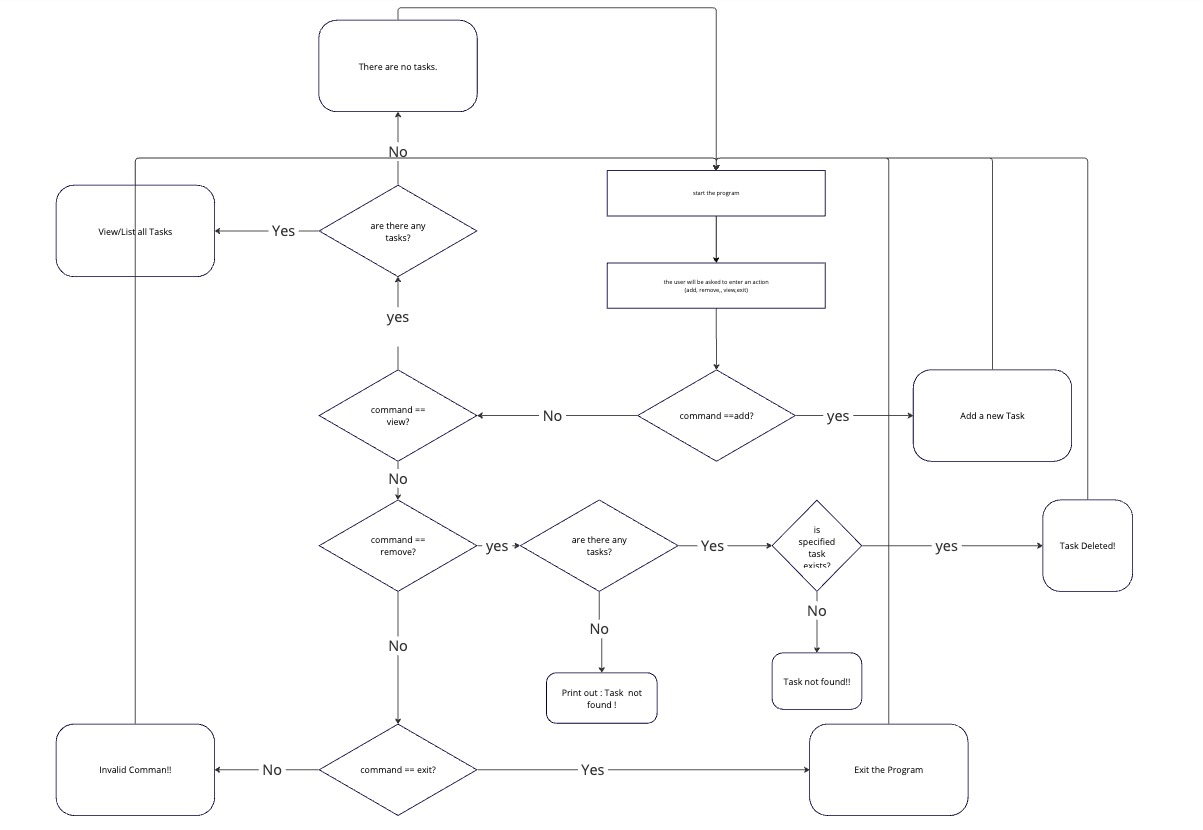 There are no tasks.
No
start the program
View/List all Tasks
Yes
are there any
tasks?
the user will be asked to enter an action
(add, remove,, view,exit)
yes
command ==
view?
No
command ==add?
yes
Add a new Task
No
command ==
remove?
yes
are there any
tasks?
Yes
is
specified
task
exists?
yes
Task Deleted!
No
No
No
Print out : Task  not
found !
Task not found!!
Invalid Comman!!
No
command == exit?
Yes
Exit the Program